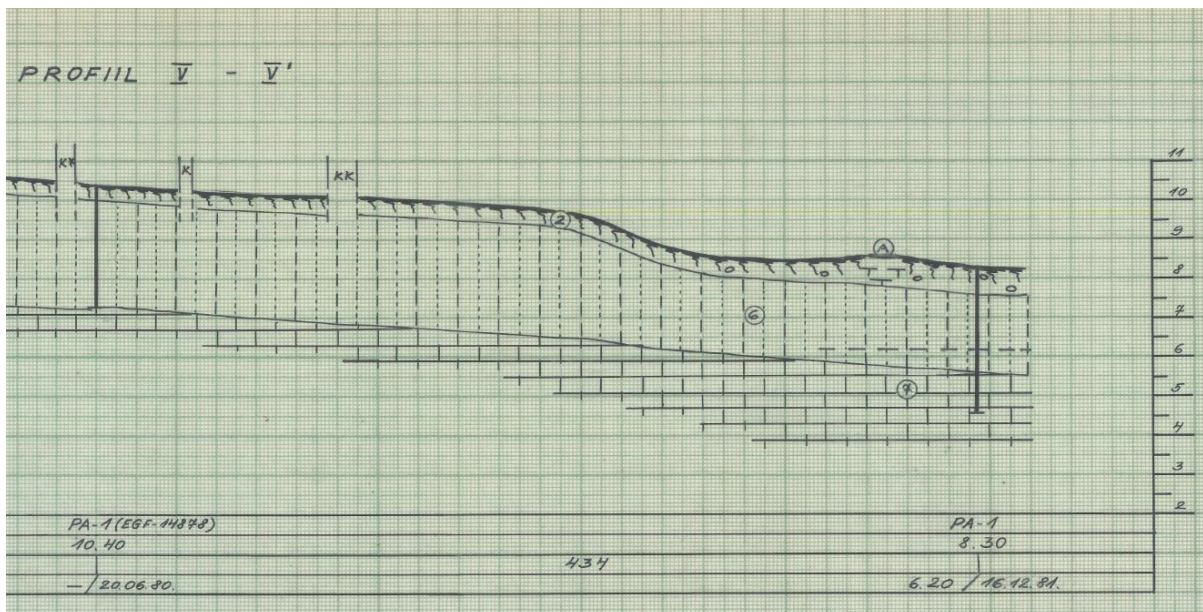 PROFIIL V - V'
KK
K
KK
11
10
9
8
7
6
5
4
3
2
2
A
6
7
PA-1 (EGF-14878)
PA-1
10.40
8.30
434
— / 20.06.80.
6.20 / 16.12.81.